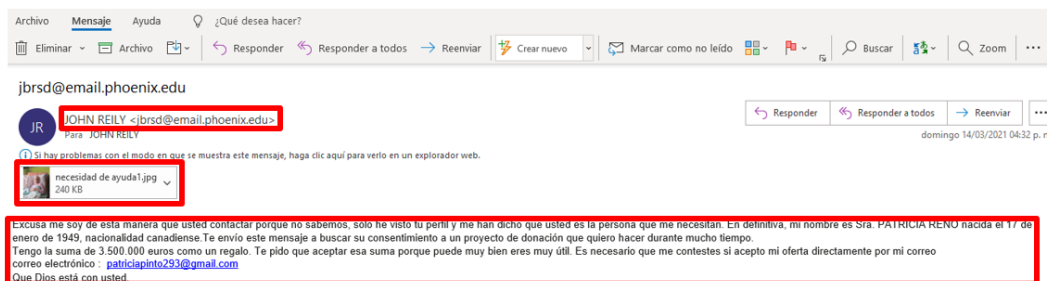 Archivo Mensaje Ayuda ¿Qué desea hacer?
Eliminar Archivo Responder Responder a todos Reenviar Crear nuevo Marcar como no leído Buscar Zoom
jbrsd@email.phoenix.edu
JR
JOHN REILY <jbrsd@email.phoenix.edu>
Para JOHN REILY
Responder Responder a todos Reenviar
domingo 14/03/2021 04:32 p.
Si hay problemas con el modo en que se muestra este mensaje, haga clic aquí para verlo en un explorador web.
necesidad de ayuda1.jpg
240 KB
Excusa me soy de esta manera que usted contactar porque no sabemos, sólo he visto tu perfil y me han dicho que usted es la persona que me necesitan. En definitiva, mi nombre es Sra. PATRICIA RENO nacida el 17 de
enero de 1949, nacionalidad canadiense.Te envío este mensaje a buscar su consentimiento a un proyecto de donación que quiero hacer durante mucho tiempo.
Tengo la suma de 3.500.000 euros como un regalo. Te pido que aceptar esa suma porque puede muy bien eres muy útil. Es necesario que me contestes si acepto mi oferta directamente por mi correo
correo electrónico : patriciapinto293@gmail.com
Que Dios está con usted.